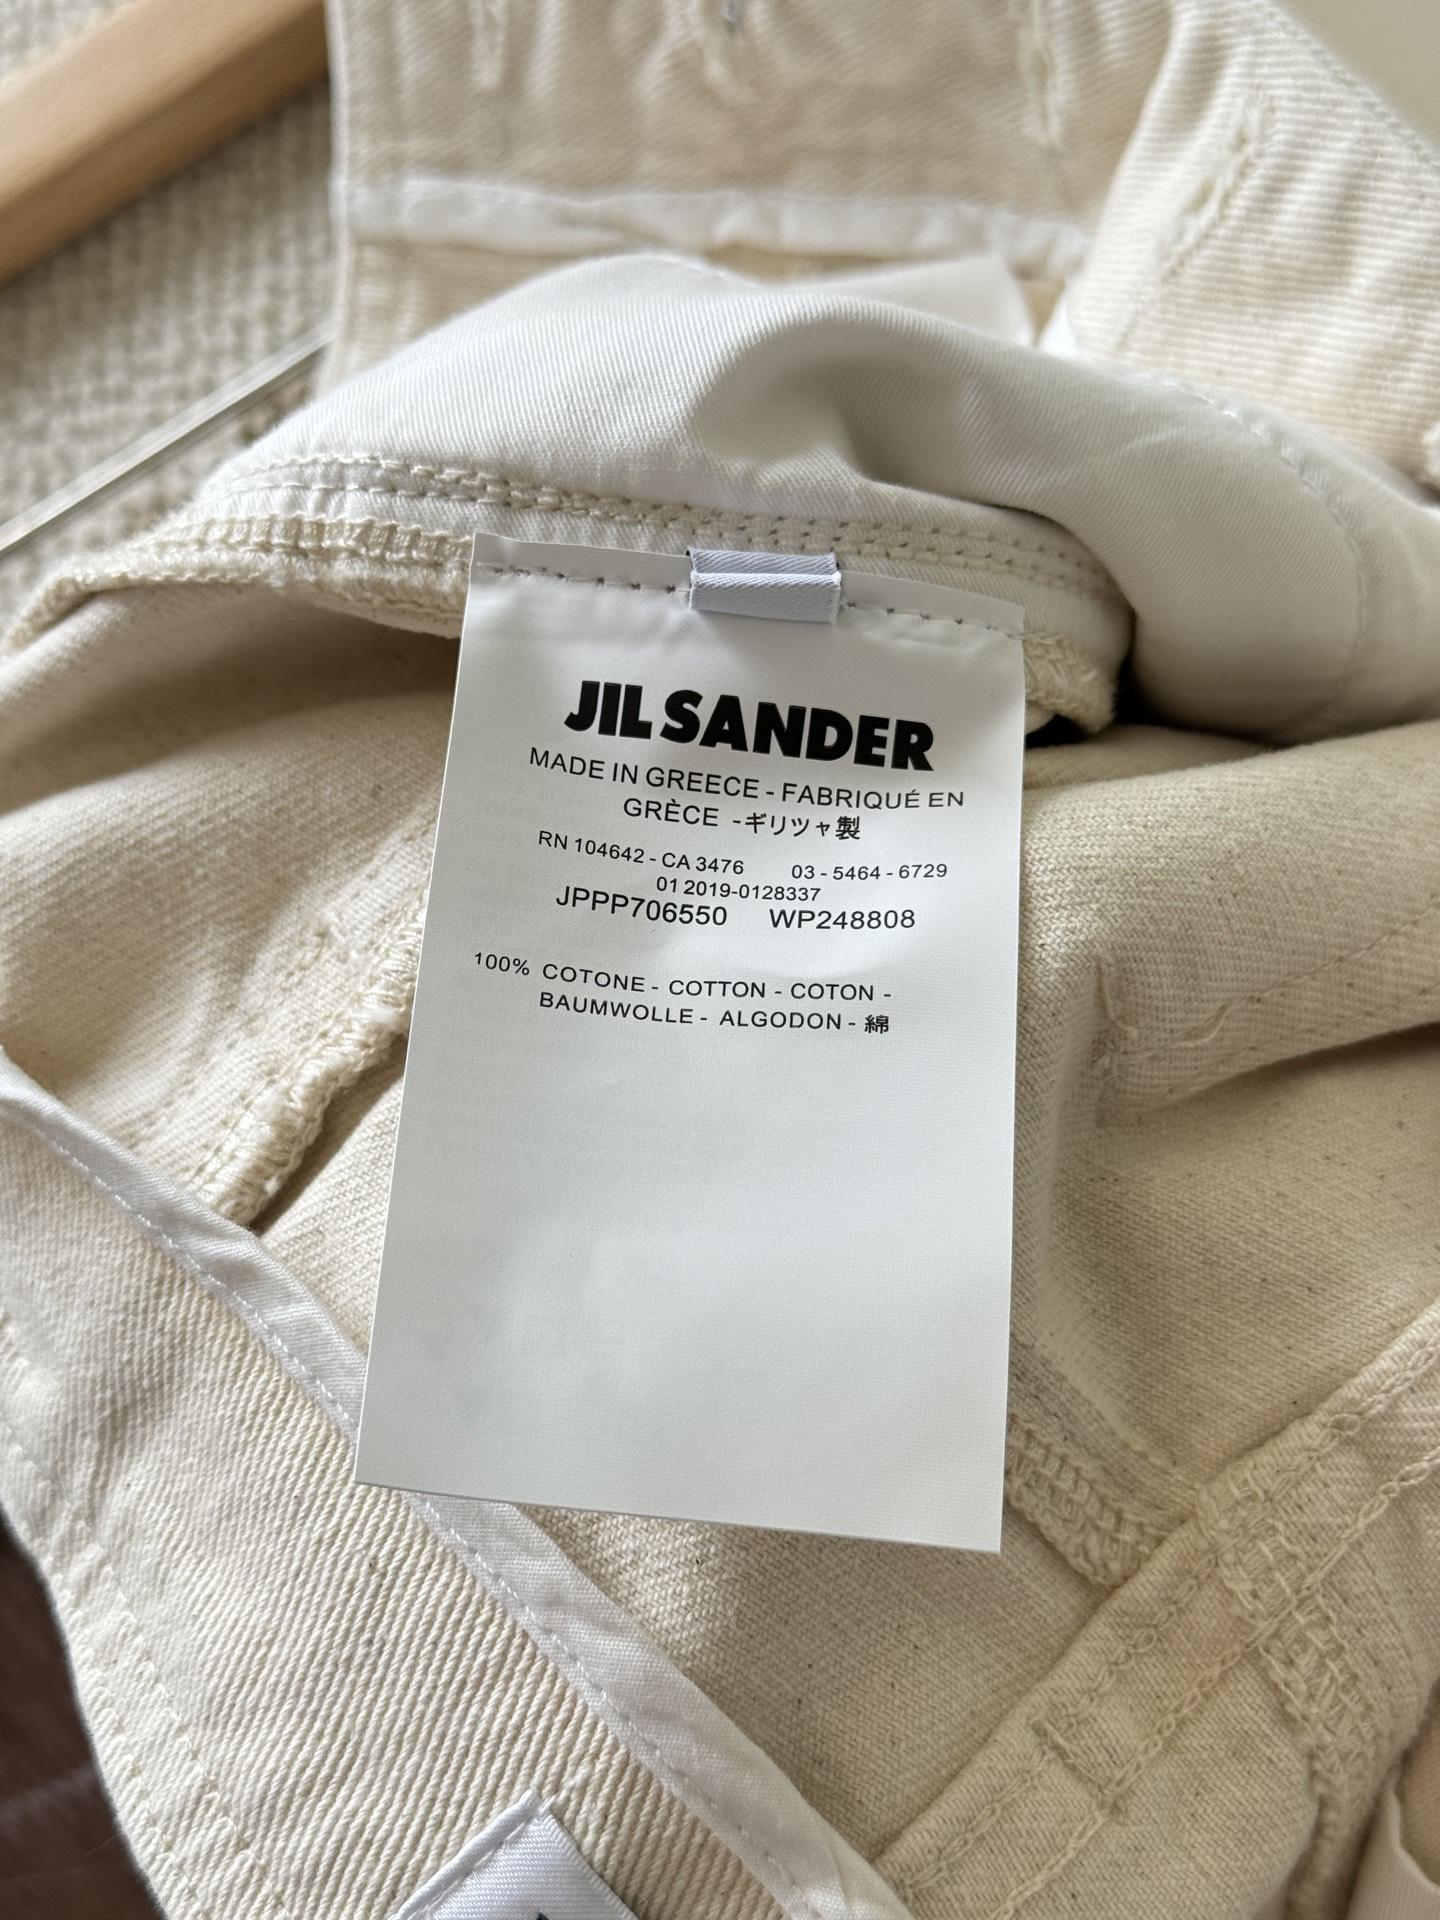 JIL SANDER
MADE IN GREECE - FABRIQUÉ EN
GRÈCE -ギリツャ製
RN 104642 - CA 3476 03 - 5464 - 6729
01 2019-0128337
JPPP706550 WP248808
100% COTONE - COTTON - COTON -
BAUMWOLLE - ALGODON - 綿